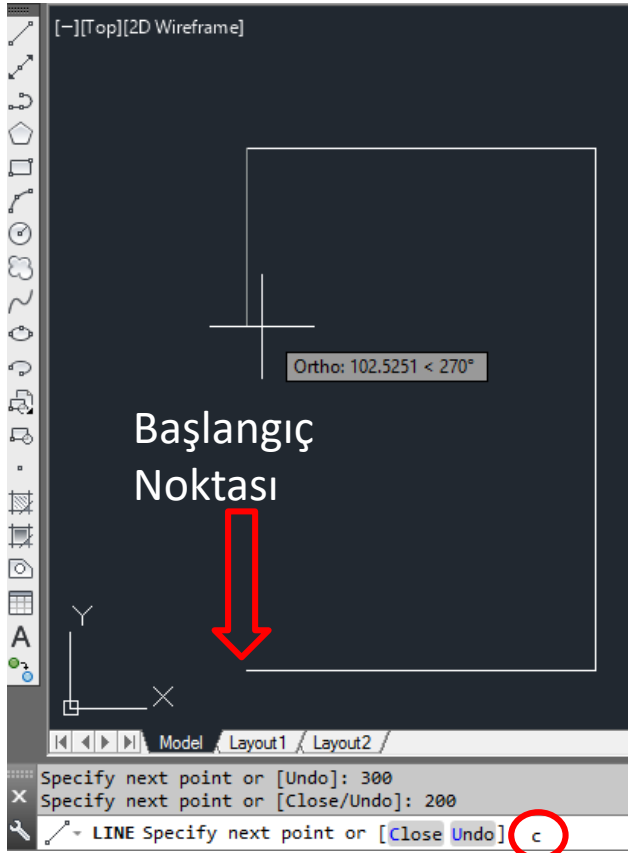 [−][Top][2D Wireframe]
Ortho: 102.5251 < 270°
Başlangıç
Noktası
Y
X
A
Model / Layout1 / Layout2 /
Specify next point or [Undo]: 300
Specify next point or [Close/Undo]: 200
LINE Specify next point or [Close Undo]: c